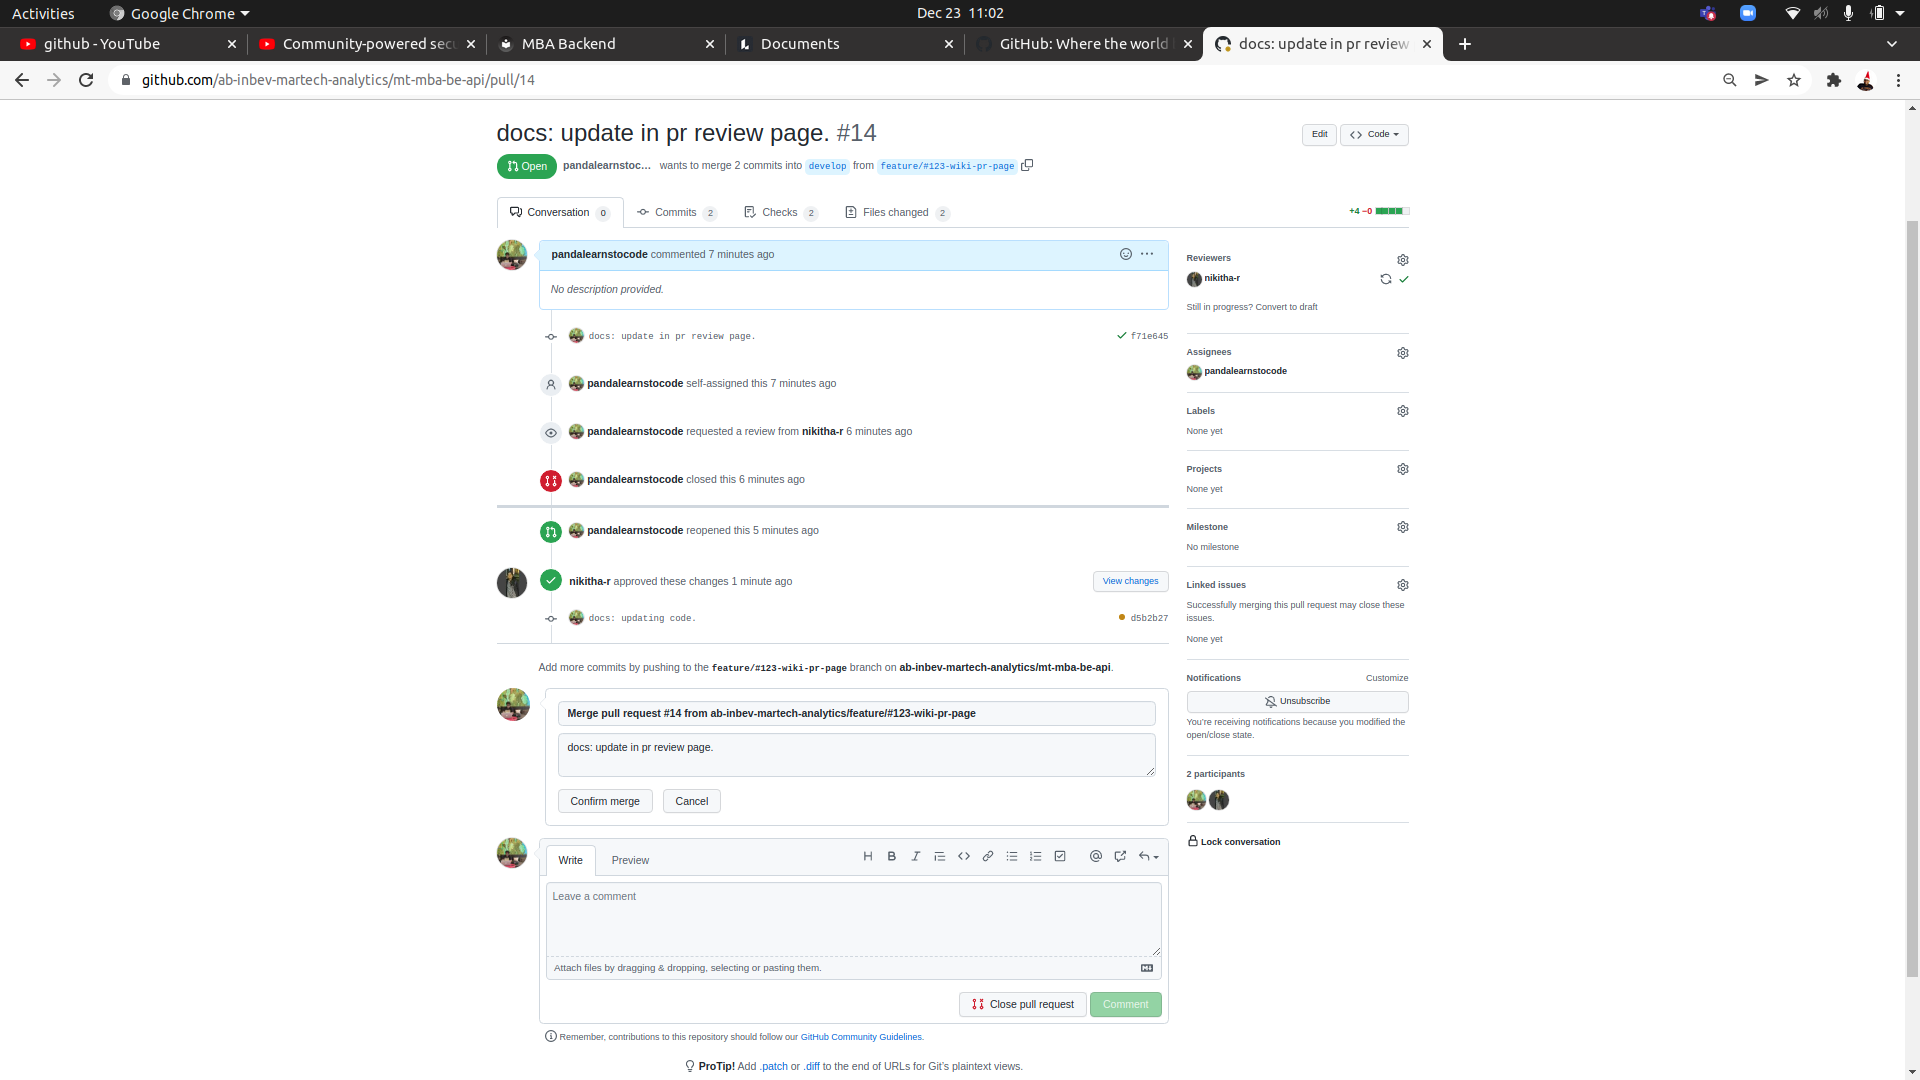 Activities Google Chrome Dec 23 11:02
github - YouTube Community-powered sec MBA Backend Documents GitHub: Where the world docs: update in pr review
github.com/ab-inbev-martech-analytics/mt-mba-be-api/pull/14
docs: update in pr review page. #14
Edit Code
Open pandalearnstoc... wants to merge 2 commits into develop from feature/#123-wiki-pr-page
Conversation 0 Commits 2 Checks 2 Files changed 2 +4 −0
pandalearnstocode commented 7 minutes ago
No description provided.
docs: update in pr review page. f71e645
pandalearnstocode self-assigned this 7 minutes ago
pandalearnstocode requested a review from nikitha-r 6 minutes ago
pandalearnstocode closed this 6 minutes ago
pandalearnstocode reopened this 5 minutes ago
nikitha-r approved these changes 1 minute ago View changes
docs: updating code. d5b2b27
Add more commits by pushing to the feature/#123-wiki-pr-page branch on ab-inbev-martech-analytics/mt-mba-be-api.
Merge pull request #14 from ab-inbev-martech-analytics/feature/#123-wiki-pr-page
docs: update in pr review page.
Confirm merge Cancel
Write Preview
Leave a comment
Attach files by dragging & dropping, selecting or pasting them.
Close pull request Comment
Remember, contributions to this repository should follow our GitHub Community Guidelines.
ProTip! Add .patch or .diff to the end of URLs for Git's plaintext views.
Reviewers
nikitha-r
Still in progress? Convert to draft
Assignees
pandalearnstocode
Labels
None yet
Projects
None yet
Milestone
No milestone
Linked issues
Successfully merging this pull request may close these
issues.
None yet
Notifications Customize
Unsubscribe
You're receiving notifications because you modified the
open/close state.
2 participants
Lock conversation